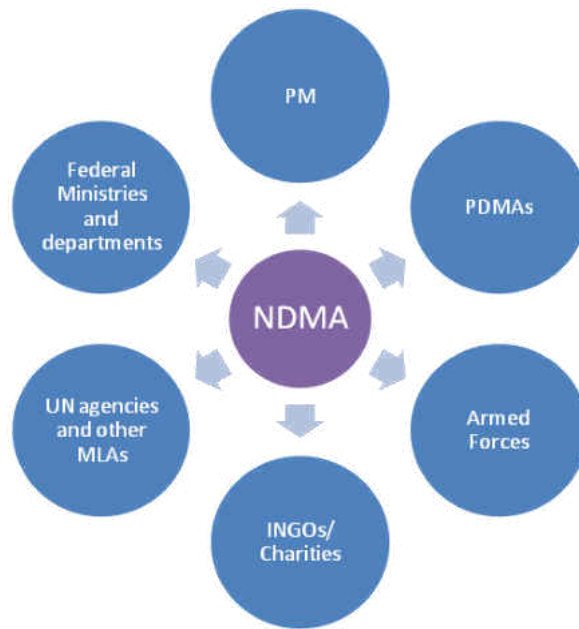 PM
Federal
Ministries
and
departments
PDMAs
NDMA
UN agencies
and other
MLAs
Armed
Forces
INGOs/
Charities